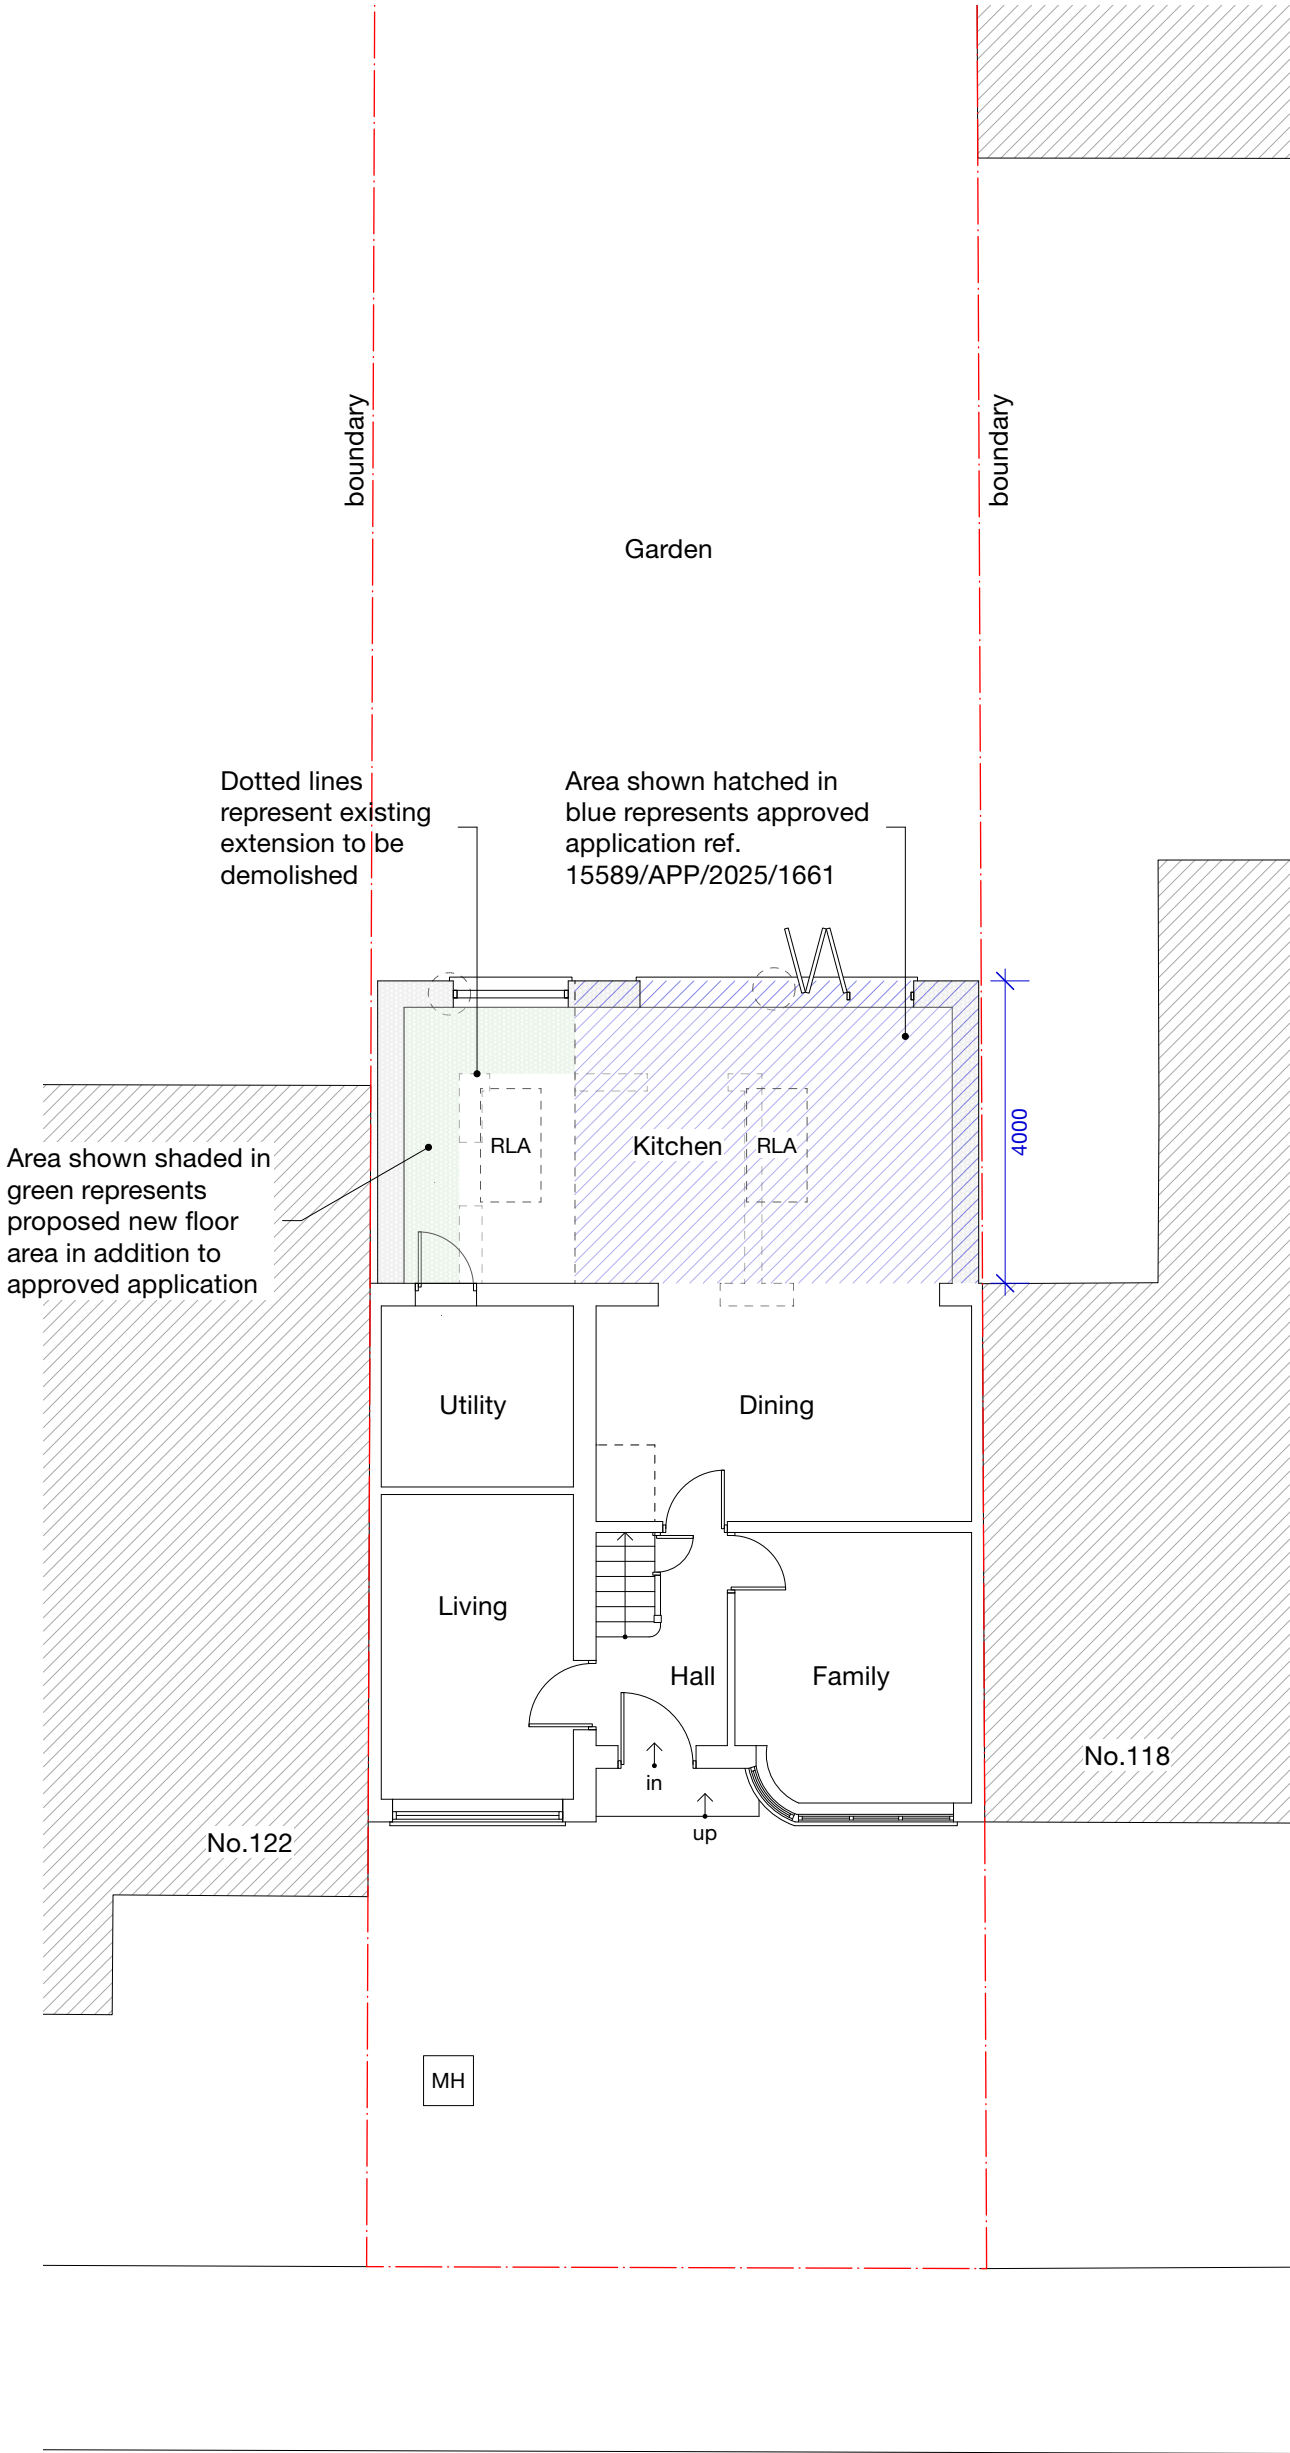 boundary
boundary
Garden
Dotted lines
represent existing
extension to be
demolished
Area shown hatched in
blue represents approved
application ref.
15589/APP/2025/1661
RLA
Kitchen
RLA
4000
Area shown shaded in
green represents
proposed new floor
area in addition to
approved application
Utility
Dining
Living
Hall
Family
in
up
No.118
No.122
MH